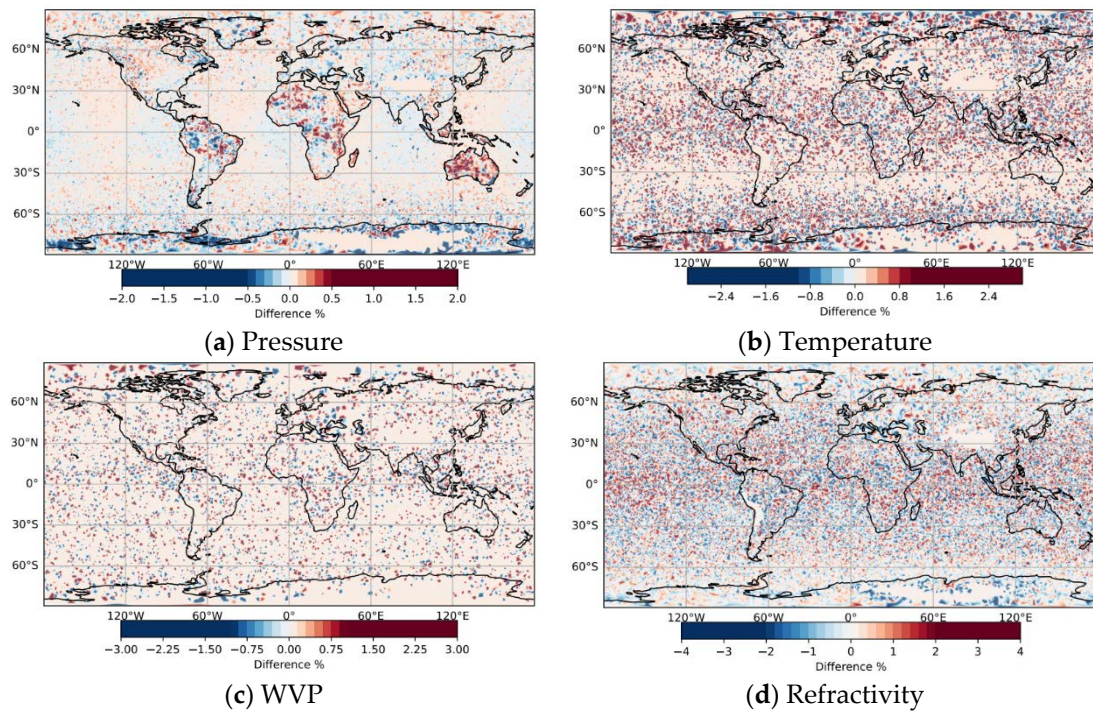 60°N
30°N
0°
30°S
60°S
120°W 60°W 0° 60°E 120°E
−2.0 −1.5 −1.0 −0.5 0.0 0.5 1.0 1.5 2.0
Difference %
(a) Pressure
60°N
30°N
0°
30°S
60°S
120°W 60°W 0° 60°E 120°E
−2.4 −1.6 −0.8 0.0 0.8 1.6 2.4
Difference %
(b) Temperature
60°N
30°N
0°
30°S
60°S
120°W 60°W 0° 60°E 120°E
−3.00 −2.25 −1.50 −0.75 0.00 0.75 1.50 2.25 3.00
Difference %
(c) WVP
60°N
30°N
0°
30°S
60°S
120°W 60°W 0° 60°E 120°E
−4 −3 −2 −1 0 1 2 3 4
Difference %
(d) Refractivity